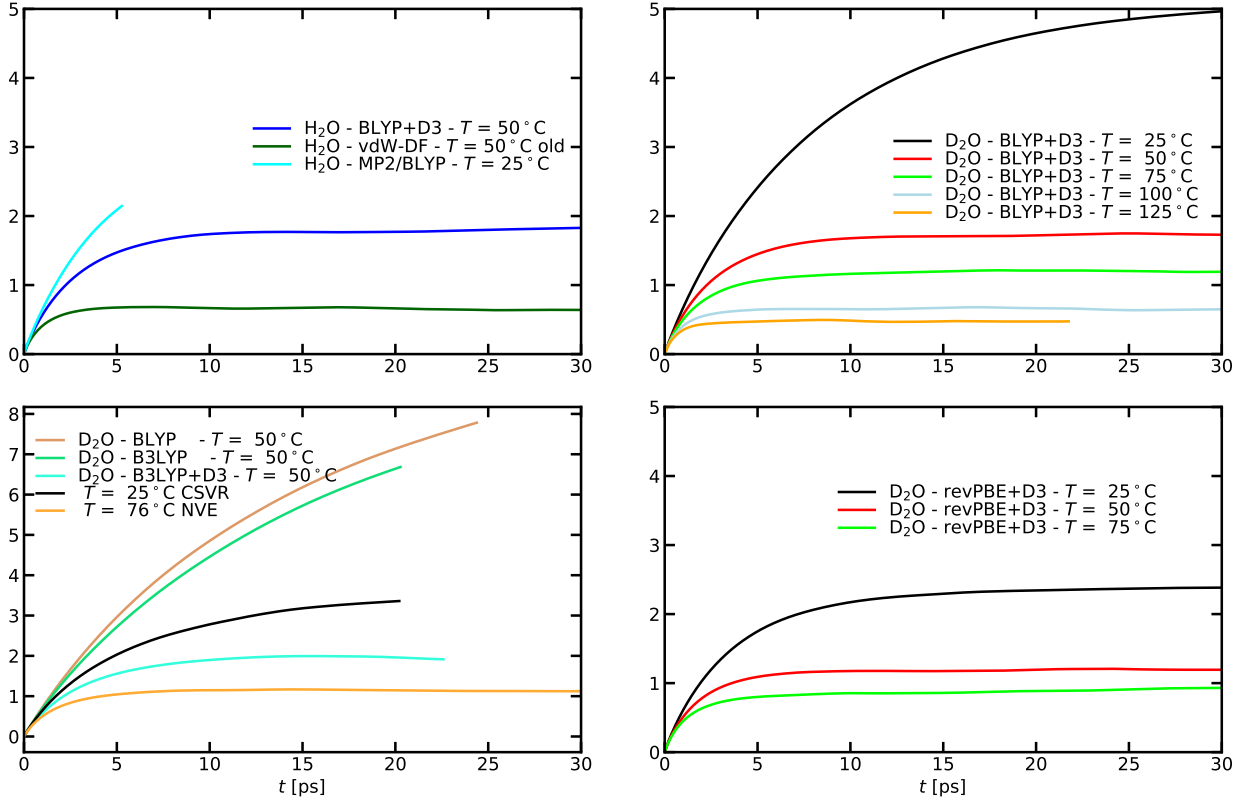 5
4
3
2
1
0
H₂O - BLYP+D3 - T = 50°C
H₂O - vdW-DF - T = 50°C old
H₂O - MP2/BLYP - T = 25°C
0 5 10 15 20 25 30
5
4
3
2
1
0
D₂O - BLYP+D3 - T = 25°C
D₂O - BLYP+D3 - T = 50°C
D₂O - BLYP+D3 - T = 75°C
D₂O - BLYP+D3 - T = 100°C
D₂O - BLYP+D3 - T = 125°C
0 5 10 15 20 25 30
8
7
6
5
4
3
2
1
0
D₂O - BLYP - T = 50°C
D₂O - B3LYP - T = 50°C
D₂O - B3LYP+D3 - T = 50°C
T = 25°C CSVR
T = 76°C NVE
0 5 10 15 20 25 30
t [ps]
5
4
3
2
1
0
D₂O - revPBE+D3 - T = 25°C
D₂O - revPBE+D3 - T = 50°C
D₂O - revPBE+D3 - T = 75°C
0 5 10 15 20 25 30
t [ps]